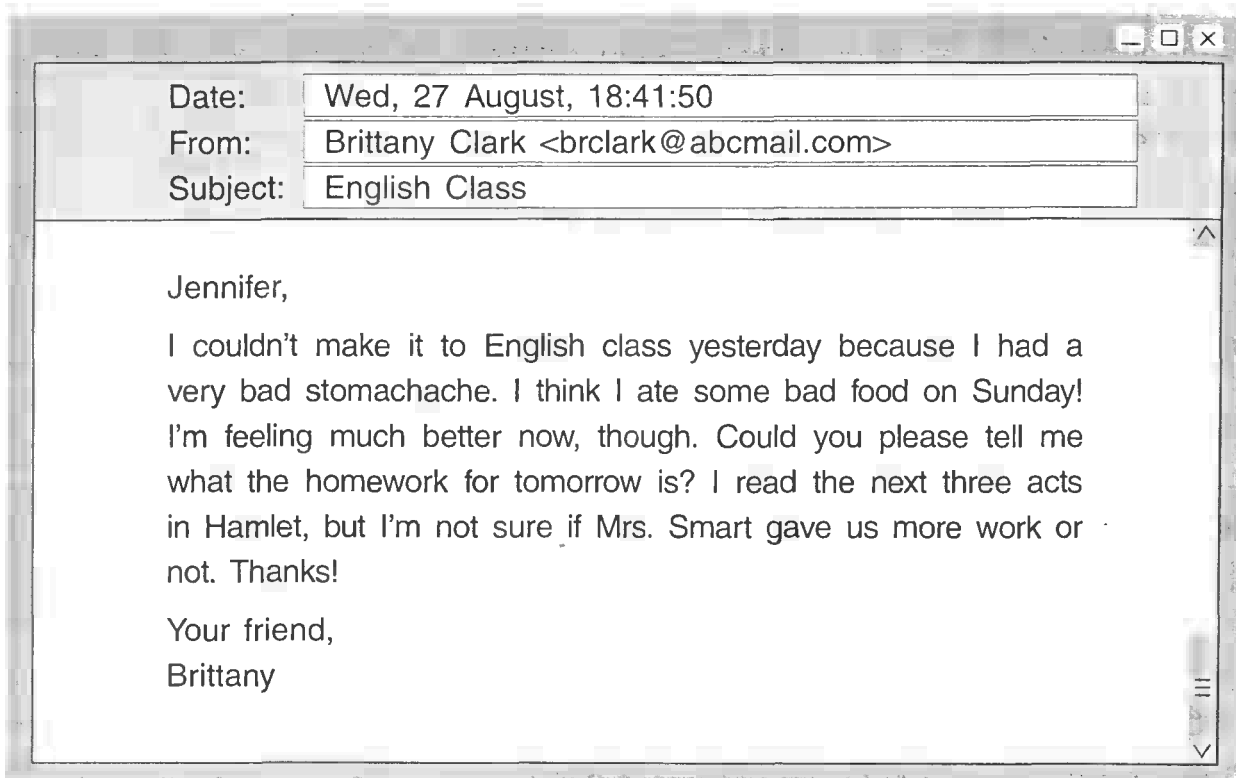 Date: Wed, 27 August, 18:41:50
From: Brittany Clark <brclark@abcmail.com>
Subject: English Class
Jennifer,
I couldn't make it to English class yesterday because I had a
very bad stomachache. I think I ate some bad food on Sunday!
I'm feeling much better now, though. Could you please tell me
what the homework for tomorrow is? I read the next three acts
in Hamlet, but I'm not sure if Mrs. Smart gave us more work or
not. Thanks!
Your friend,
Brittany